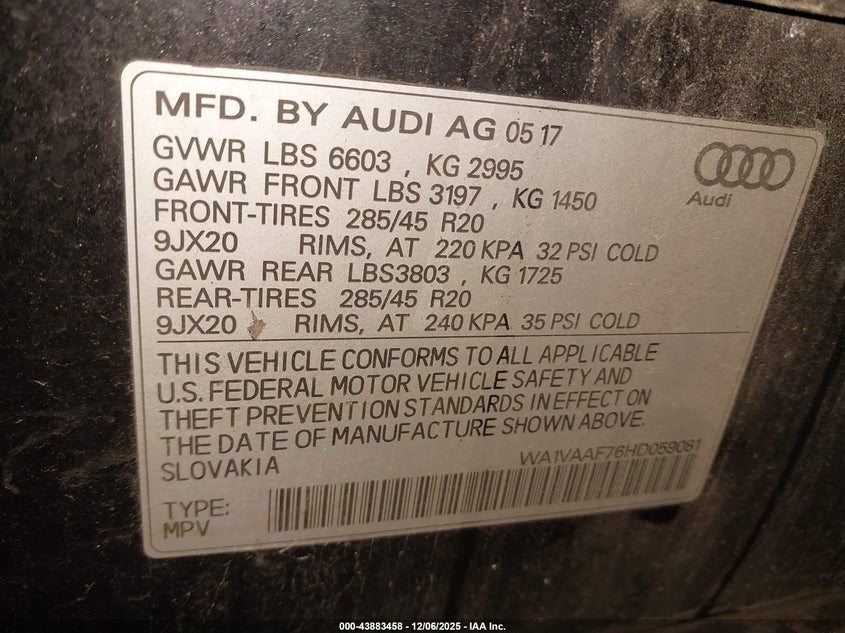 MFD. BY AUDI AG 05 17
GVWR LBS 6603 , KG 2995
GAWR FRONT LBS 3197 , KG 1450
FRONT-TIRES 285/45 R20
9JX20 RIMS, AT 220 KPA 32 PSI COLD
GAWR REAR LBS3803 , KG 1725
REAR-TIRES 285/45 R20
9JX20 RIMS, AT 240 KPA 35 PSI COLD
Audi
THIS VEHICLE CONFORMS TO ALL APPLICABLE
U.S. FEDERAL MOTOR VEHICLE SAFETY AND
THEFT PREVENTION STANDARDS IN EFFECT ON
THE DATE OF MANUFACTURE SHOWN ABOVE.
SLOVAKIA WA1VAAF76HD059081
TYPE:
MPV
000-43883458 - 12/06/2025 - IAA Inc.